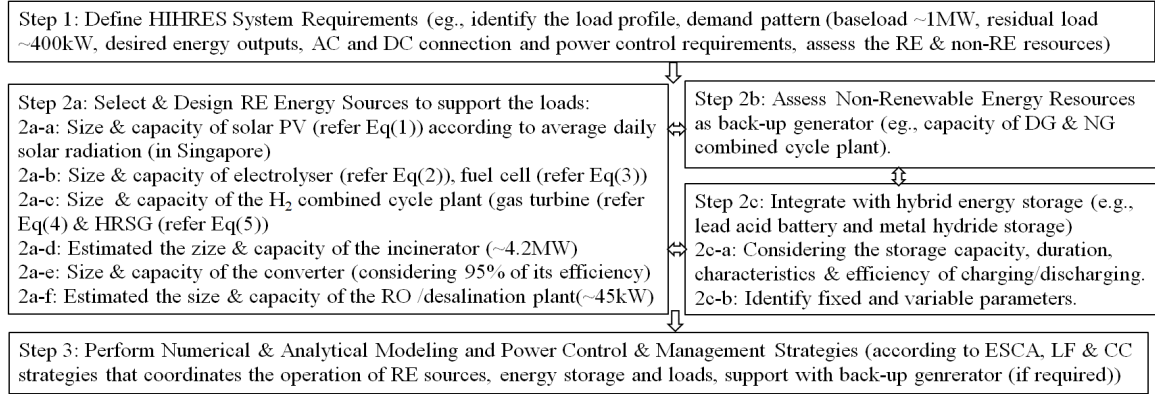 Step 1: Define HIHRES System Requirements (eg., identify the load profile, demand pattern (baseload ~1MW, residual load
~400kW, desired energy outputs, AC and DC connection and power control requirements, assess the RE & non-RE resources)
Step 2a: Select & Design RE Energy Sources to support the loads:
2a-a: Size & capacity of solar PV (refer Eq(1)) according to average daily
solar radiation (in Singapore)
2a-b: Size & capacity of electrolyser (refer Eq(2)), fuel cell (refer Eq(3))
2a-c: Size & capacity of the H₂ combined cycle plant (gas turbine (refer
Eq(4) & HRSG (refer Eq(5))
2a-d: Estimated the zize & capacity of the incinerator (~4.2MW)
2a-e: Size & capacity of the converter (considering 95% of its efficiency)
2a-f: Estimated the size & capacity of the RO /desalination plant(~45kW)
Step 2b: Assess Non-Renewable Energy Resources
as back-up generator (eg., capacity of DG & NG
combined cycle plant).
Step 2c: Integrate with hybrid energy storage (e.g.,
lead acid battery and metal hydride storage)
2c-a: Considering the storage capacity, duration,
characteristics & efficiency of charging/discharging.
2c-b: Identify fixed and variable parameters.
Step 3: Perform Numerical & Analytical Modeling and Power Control & Management Strategies (according to ESCA, LF & CC
strategies that coordinates the operation of RE sources, energy storage and loads, support with back-up genrerator (if required))